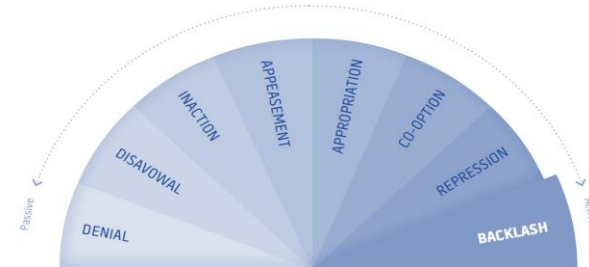 Passive
DENIAL
DISAVOWAL
INACTION
APPEASEMENT
APPROPRIATION
CO-OPTION
REPRESSION
BACKLASH